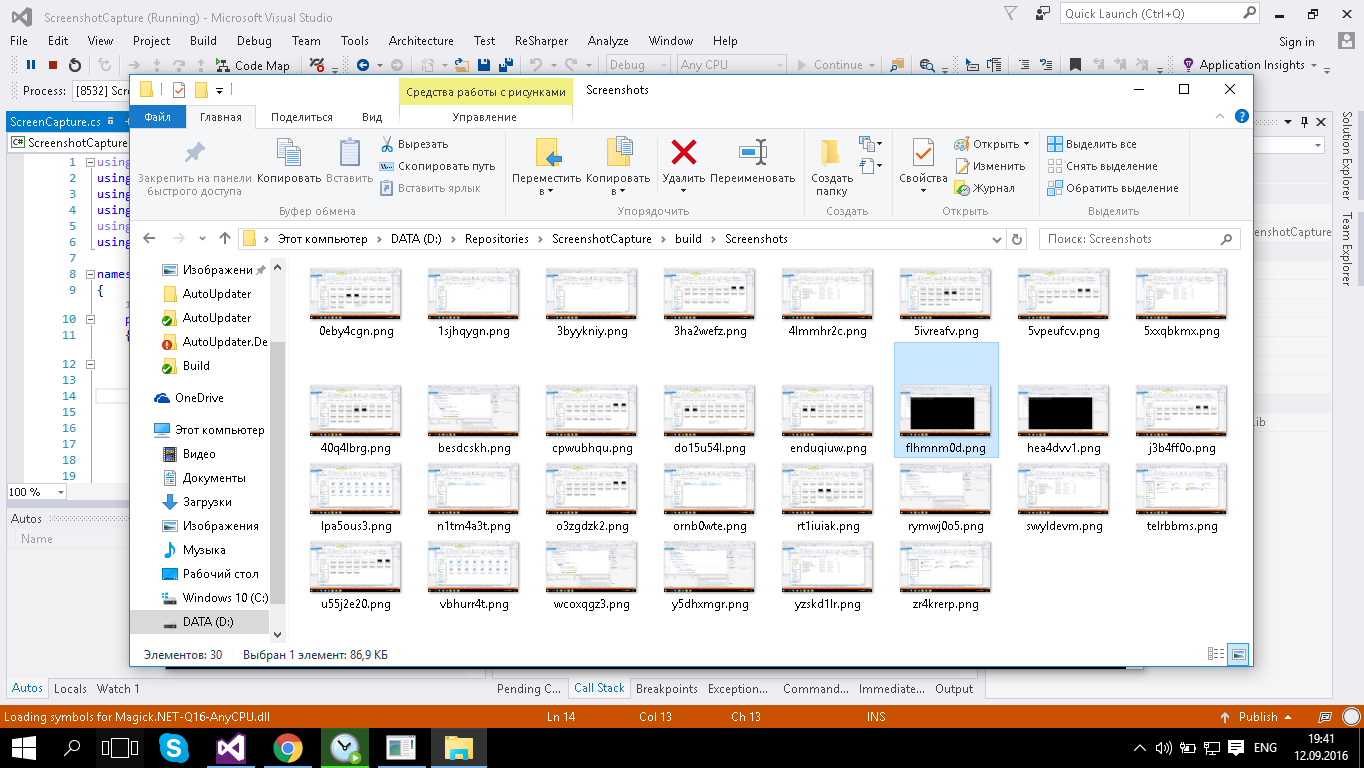 ScreenshotCapture (Running) - Microsoft Visual Studio
Quick Launch (Ctrl+Q)
File Edit View Project Build Debug Team Tools Architecture Test ReSharper Analyze Window Help
Sign in
Code Map Debug Any CPU Continue Application Insights
Process: [8532] Scre
Средства работы с рисунками Screenshots
Файл Главная Поделиться Вид Управление
Закрепить на панели быстрого доступа
Копировать
Вставить
Вырезать
Скопировать путь
Вставить ярлык
Буфер обмена
Переместить в
Копировать в
Удалить
Переименовать
Упорядочить
Создать папку
Создать
Свойства
Открыть
Изменить
Журнал
Открыть
Выделить все
Снять выделение
Обратить выделение
Выделить
Этот компьютер DATA (D:) Repositories ScreenshotCapture build Screenshots
Поиск: Screenshots
Изображени
AutoUpdater
AutoUpdater
AutoUpdater.De
Build
OneDrive
Этот компьютер
Видео
Документы
Загрузки
Изображения
Музыка
Рабочий стол
Windows 10 (C:)
DATA (D:)
0eby4cgn.png 1sjhqygn.png 3byykniy.png 3ha2wefz.png 4lmmhr2c.png 5ivreafv.png 5vpeufcv.png 5xxqbkmx.png
40q4lbrg.png besdcskh.png cpwubhqu.png do15u54l.png enduqiuw.png flhmnm0d.png hea4dvv1.png j3b4ff0o.png
lpa5ous3.png n1tm4a3t.png o3zgdzk2.png ornb0wte.png rt1iuiak.png rymwj0o5.png swyldevm.png telrbbms.png
u55j2e20.png vbhurr4t.png wcoxqgz3.png y5dhxmgr.png yzskd1lr.png zr4krerp.png
Элементов: 30 Выбран 1 элемент: 86,9 КБ
ScreenCapture.cs
C# ScreenshotCapture
1 using
2 using
3 using
4 using
5 using
6 using
7
8 names
9 {
10 p
11 {
12
13
14
15
16
17
18
19
100 %
Autos
Name
Solution Explorer
Team Explorer
enshotCapture
Lib
Autos Locals Watch 1
Pending C... Call Stack Breakpoints Exception... Command... Immediate... Output
Loading symbols for Magick.NET-Q16-AnyCPU.dll Ln 14 Col 13 Ch 13 INS Publish
ENG
19:41
12.09.2016